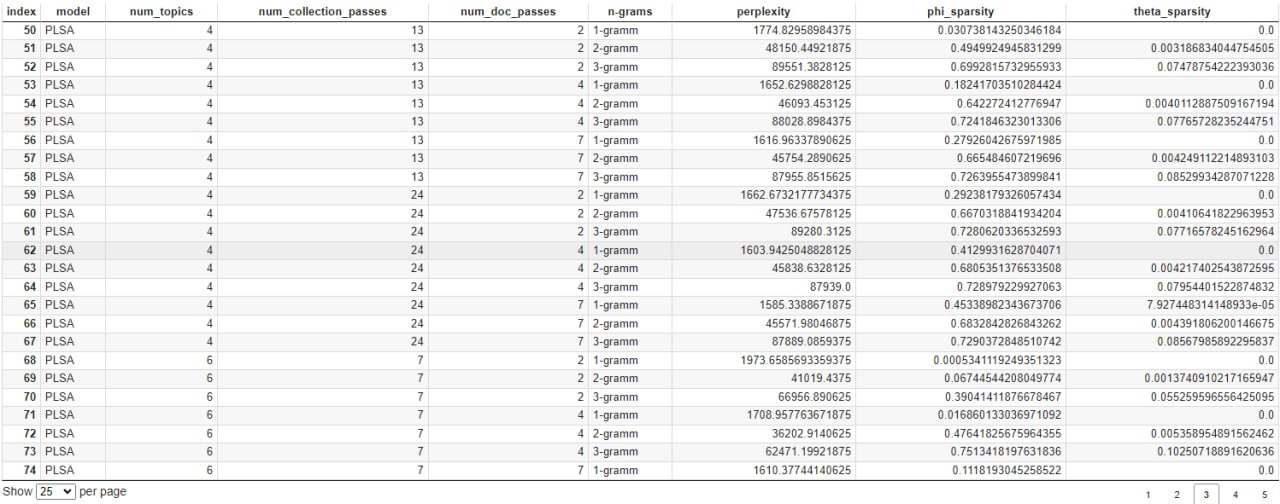 index model num_topics num_collection_passes num_doc_passes n-grams perplexity phi_sparsity theta_sparsity
50 PLSA 4 13 2 1-gramm 1774.82958984375 0.030738143250346184 0.0
51 PLSA 4 13 2 2-gramm 48150.44921875 0.4949924945831299 0.003186834044754505
52 PLSA 4 13 2 3-gramm 89551.3828125 0.6992815732955933 0.07478754222393036
53 PLSA 4 13 4 1-gramm 1652.6298828125 0.18241703510284424 0.0
54 PLSA 4 13 4 2-gramm 46093.453125 0.642272412776947 0.0040112887509167194
55 PLSA 4 13 4 3-gramm 88028.8984375 0.7241846323013306 0.07765728235244751
56 PLSA 4 13 7 1-gramm 1616.96337890625 0.27926042675971985 0.0
57 PLSA 4 13 7 2-gramm 45754.2890625 0.665484607219696 0.004249112214893103
58 PLSA 4 13 7 3-gramm 87955.8515625 0.7263955473899841 0.08529934287071228
59 PLSA 4 24 2 1-gramm 1662.6732177734375 0.29238179326057434 0.0
60 PLSA 4 24 2 2-gramm 47536.67578125 0.6670318841934204 0.00410641822963953
61 PLSA 4 24 2 3-gramm 89280.3125 0.7280620336532593 0.07716578245162964
62 PLSA 4 24 4 1-gramm 1603.9425048828125 0.4129931628704071 0.0
63 PLSA 4 24 4 2-gramm 45838.6328125 0.6805351376533508 0.004217402543872595
64 PLSA 4 24 4 3-gramm 87939.0 0.728979229927063 0.07954401522874832
65 PLSA 4 24 7 1-gramm 1585.3388671875 0.45338982343673706 7.927448314148933e-05
66 PLSA 4 24 7 2-gramm 45571.98046875 0.6832842826843262 0.004391806200146675
67 PLSA 4 24 7 3-gramm 87889.0859375 0.7290372848510742 0.08567985892295837
68 PLSA 6 7 2 1-gramm 1973.6585693359375 0.0005341119249351323 0.0
69 PLSA 6 7 2 2-gramm 41019.4375 0.06744544208049774 0.0013740910217165947
70 PLSA 6 7 2 3-gramm 66956.890625 0.39041411876678467 0.055259596556425095
71 PLSA 6 7 4 1-gramm 1708.957763671875 0.016860133036971092 0.0
72 PLSA 6 7 4 2-gramm 36202.9140625 0.47641825675964355 0.005358954891562462
73 PLSA 6 7 4 3-gramm 62471.19921875 0.7513418197631836 0.10250718891620636
74 PLSA 6 7 7 1-gramm 1610.37744140625 0.1118193045258522 0.0
Show 25 per page 1 2 3 4 5